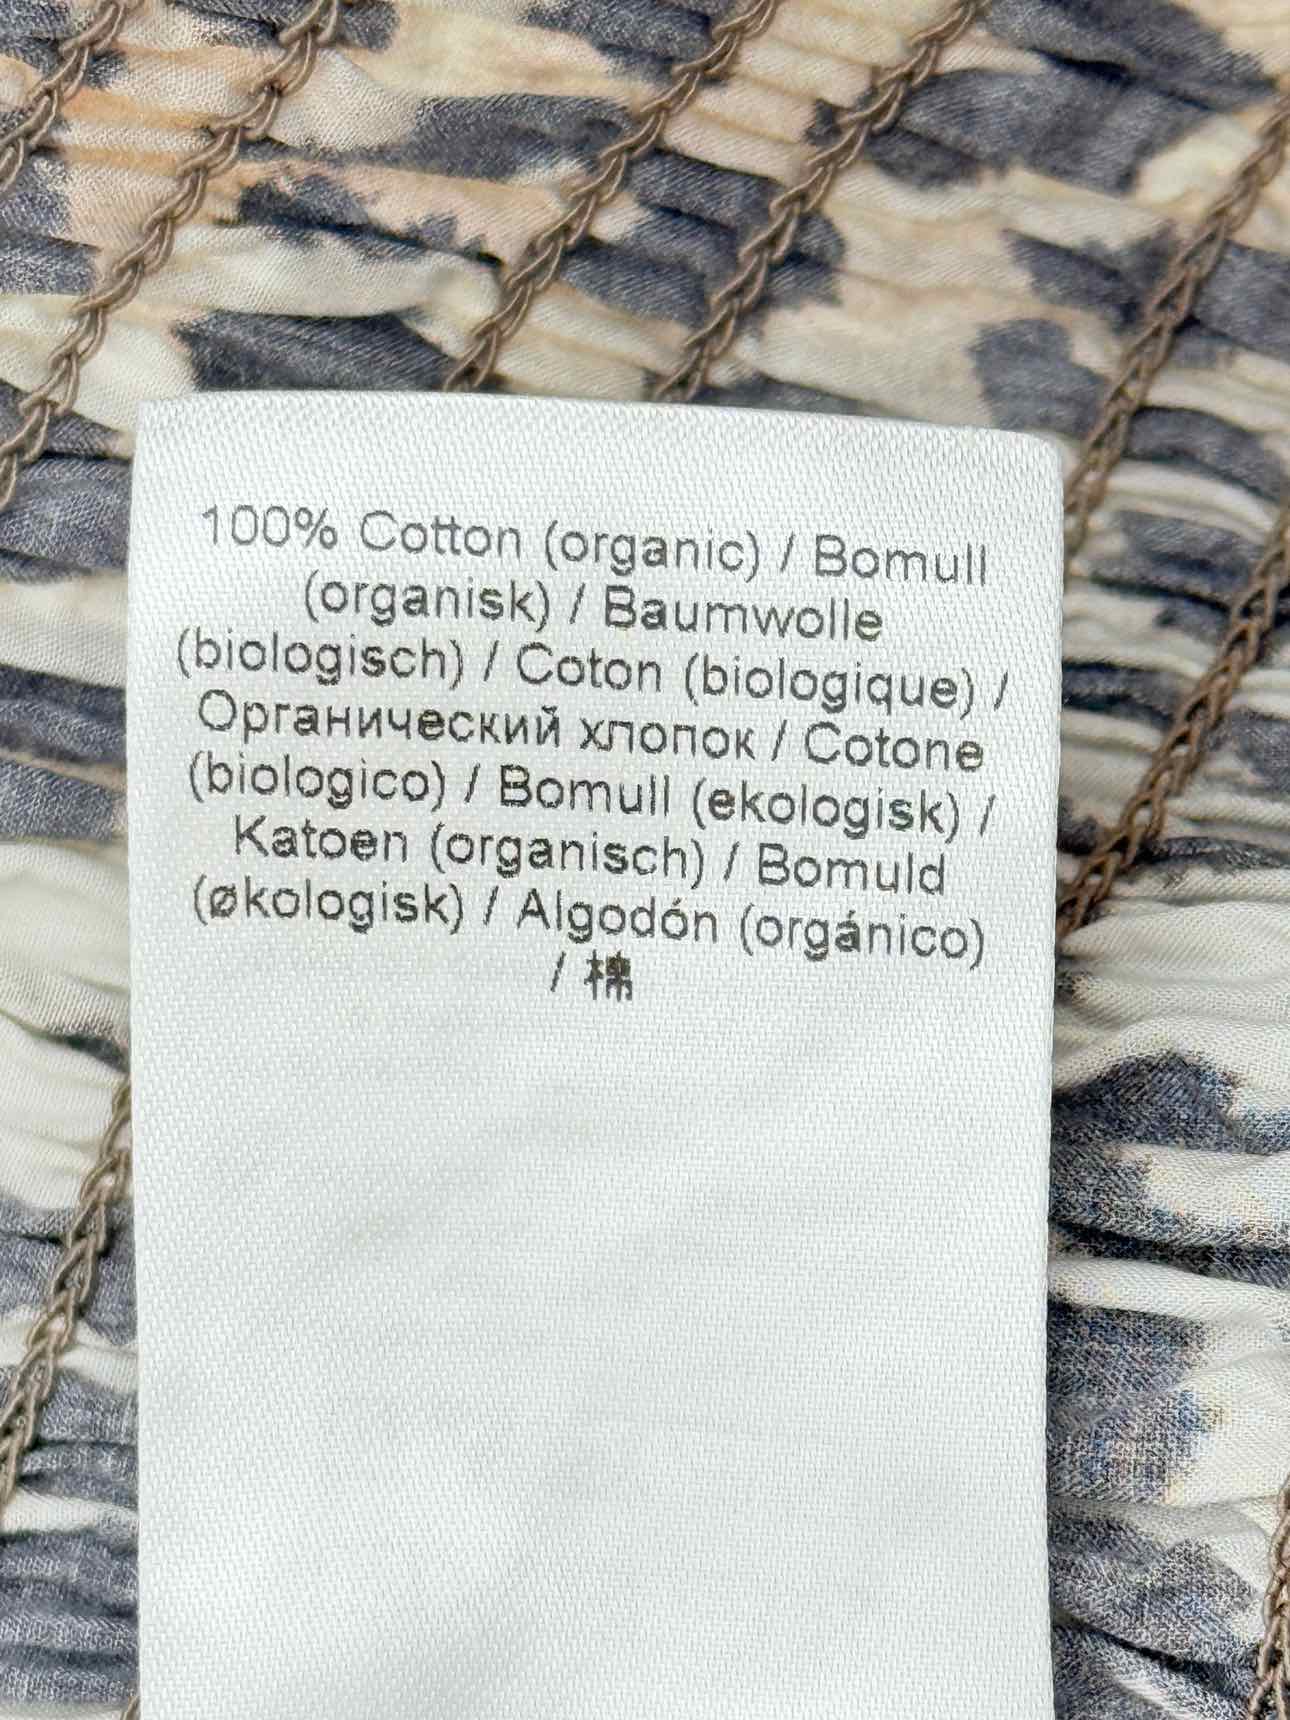 100% Cotton (organic) / Bomull
(organisk) / Baumwolle
(biologisch) / Coton (biologique) /
Органический хлопок / Cotone
(biologico) / Bomull (ekologisk) /
Katoen (organisch) / Bomuld
(økologisk) / Algodón (orgánico)
/ 棉